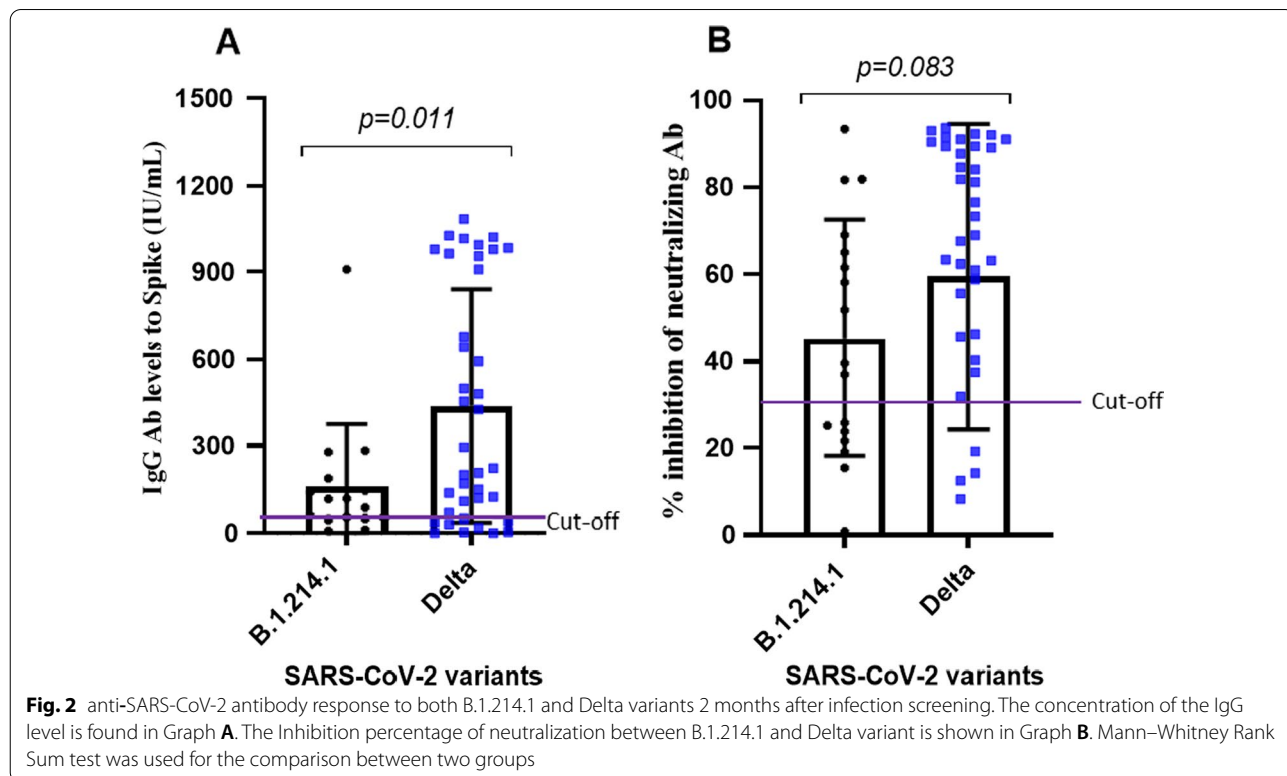 A
B
p=0.011
p=0.083
IgG Ab levels to Spike (IU/mL)
1500
1200
900
600
300
0
Cut-off
B.1.214.1
Delta
SARS-CoV-2 variants
% inhibition of neutralizing Ab
100
80
60
40
20
0
Cut-off
B.1.214.1
Delta
SARS-CoV-2 variants
Fig. 2 anti-SARS-CoV-2 antibody response to both B.1.214.1 and Delta variants 2 months after infection screening. The concentration of the IgG
level is found in Graph A. The Inhibition percentage of neutralization between B.1.214.1 and Delta variant is shown in Graph B. Mann–Whitney Rank
Sum test was used for the comparison between two groups